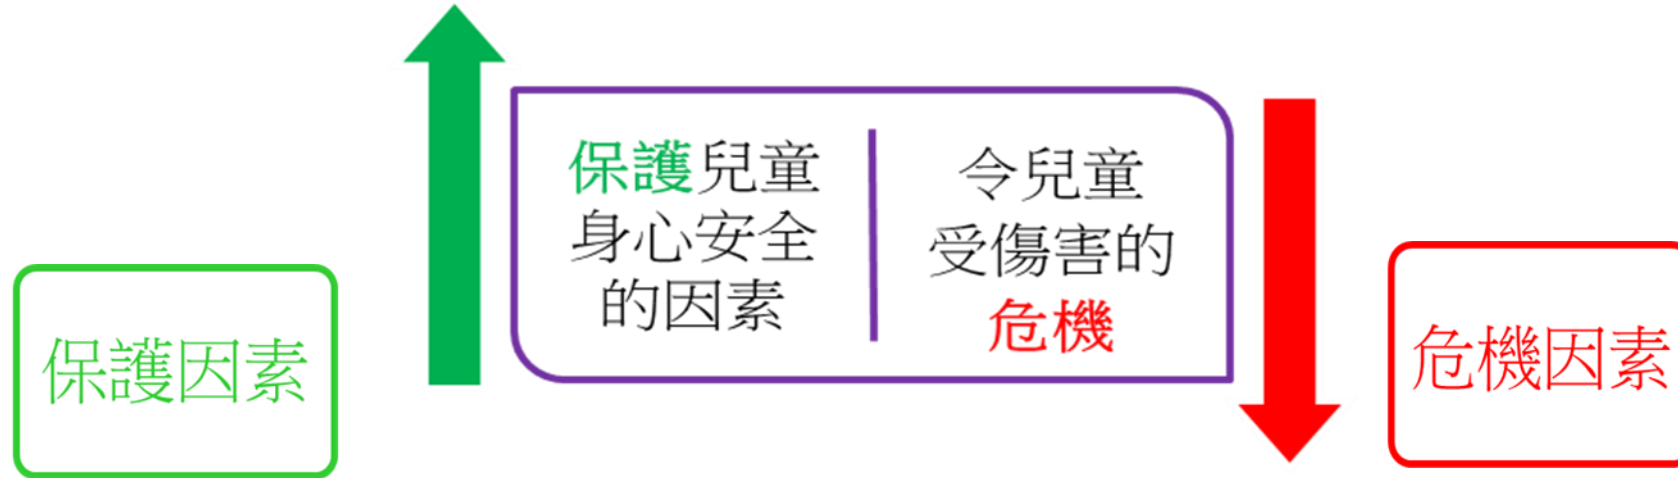 保護因素
保護兒童
身心安全
的因素
令兒童
受傷害的
危機
危機因素